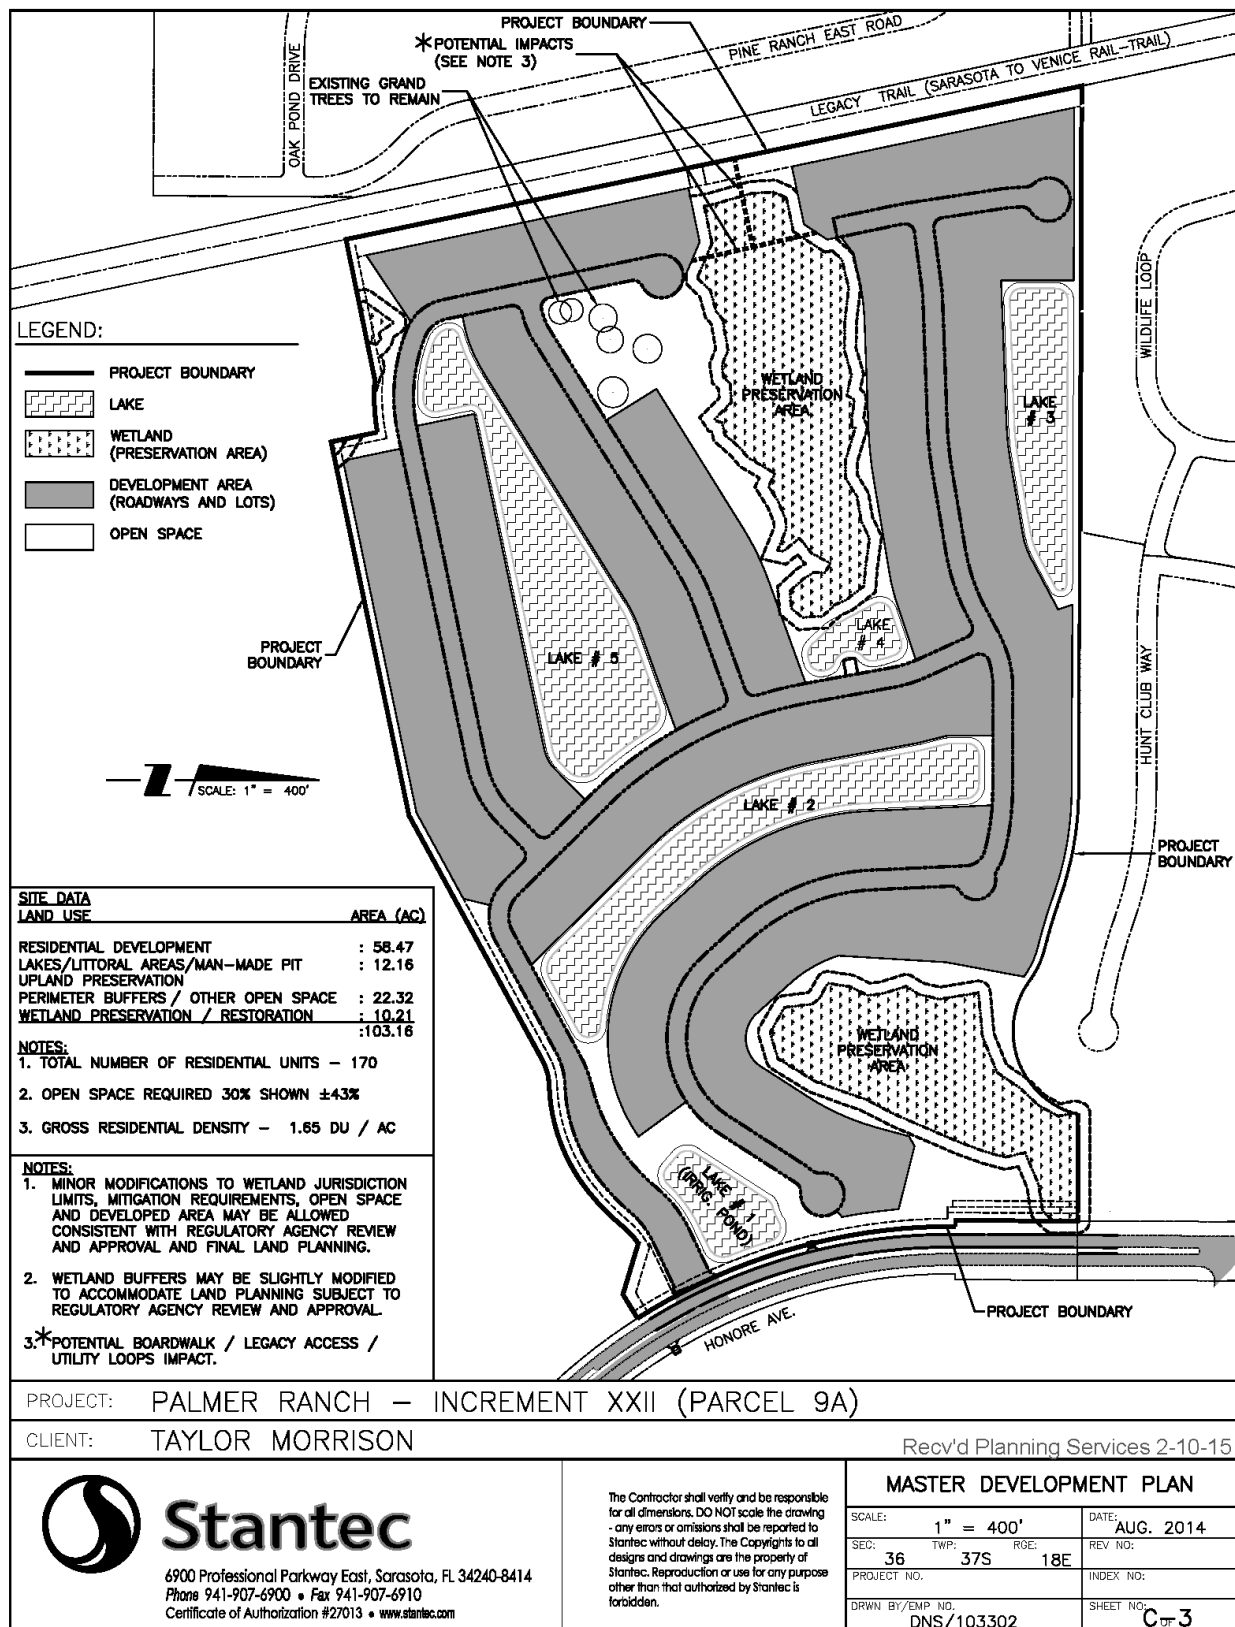 PROJECT BOUNDARY
*POTENTIAL IMPACTS
(SEE NOTE 3)
EXISTING GRAND
TREES TO REMAIN
OAK POND DRIVE
PINE RANCH EAST ROAD
LEGACY TRAIL (SARASOTA TO VENICE RAIL-TRAIL)
WILDLIFE LOOP
HUNT CLUB WAY
LEGEND:
PROJECT BOUNDARY
LAKE
WETLAND
(PRESERVATION AREA)
DEVELOPMENT AREA
(ROADWAYS AND LOTS)
OPEN SPACE
WETLAND
PRESERVATION
AREA
LAKE
# 3
LAKE
# 4
LAKE # 5
PROJECT
BOUNDARY
SCALE: 1" = 400'
LAKE # 2
PROJECT
BOUNDARY
WETLAND
PRESERVATION
AREA
LAKE # 1
(IRRIG. POND)
HONORE AVE.
PROJECT BOUNDARY
SITE DATA
LAND USE AREA (AC)
RESIDENTIAL DEVELOPMENT : 58.47
LAKES/LITTORAL AREAS/MAN-MADE PIT : 12.16
UPLAND PRESERVATION
PERIMETER BUFFERS / OTHER OPEN SPACE : 22.32
WETLAND PRESERVATION / RESTORATION : 10.21
:103.16
NOTES:
1. TOTAL NUMBER OF RESIDENTIAL UNITS - 170
2. OPEN SPACE REQUIRED 30% SHOWN ±43%
3. GROSS RESIDENTIAL DENSITY - 1.65 DU / AC
NOTES:
1. MINOR MODIFICATIONS TO WETLAND JURISDICTION
LIMITS, MITIGATION REQUIREMENTS, OPEN SPACE
AND DEVELOPED AREA MAY BE ALLOWED
CONSISTENT WITH REGULATORY AGENCY REVIEW
AND APPROVAL AND FINAL LAND PLANNING.
2. WETLAND BUFFERS MAY BE SLIGHTLY MODIFIED
TO ACCOMMODATE LAND PLANNING SUBJECT TO
REGULATORY AGENCY REVIEW AND APPROVAL.
3.*POTENTIAL BOARDWALK / LEGACY ACCESS /
UTILITY LOOPS IMPACT.
PROJECT: PALMER RANCH - INCREMENT XXII (PARCEL 9A)
CLIENT: TAYLOR MORRISON
Recv'd Planning Services 2-10-15
Stantec
6900 Professional Parkway East, Sarasota, FL 34240-8414
Phone 941-907-6900 • Fax 941-907-6910
Certificate of Authorization #27013 • www.stantec.com
The Contractor shall verify and be responsible
for all dimensions. DO NOT scale the drawing
- any errors or omissions shall be reported to
Stantec without delay. The Copyrights to all
designs and drawings are the property of
Stantec. Reproduction or use for any purpose
other than that authorized by Stantec is
forbidden.
MASTER DEVELOPMENT PLAN
SCALE: 1" = 400'
DATE: AUG. 2014
SEC: 36 TWP: 37S RGE: 18E
REV NO:
PROJECT NO.
INDEX NO:
DRWN BY/EMP NO. DNS/103302
SHEET NO: C-3
OF